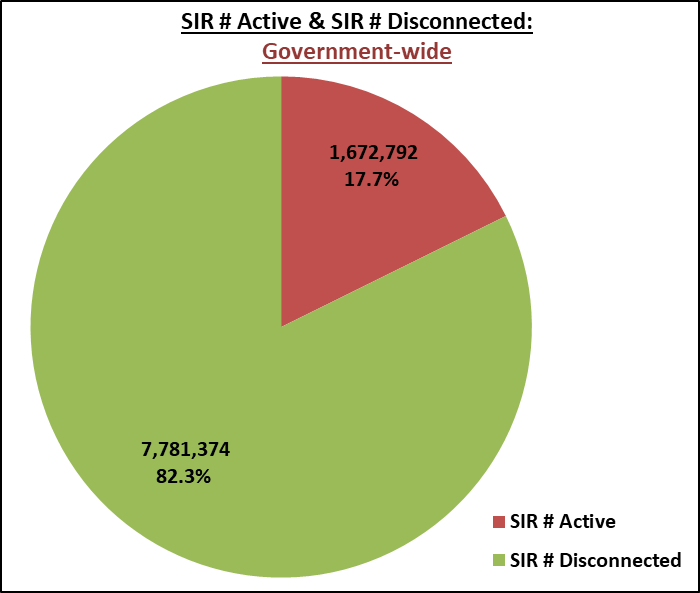 SIR # Active & SIR # Disconnected:
Government-wide
1,672,792
17.7%
7,781,374
82.3%
SIR # Active
SIR # Disconnected